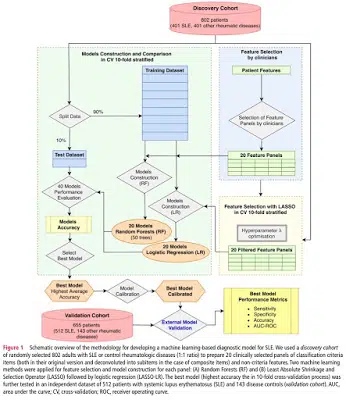 Discovery Cohort
802 patients
(401 SLE, 401 other rheumatic diseases)
Models Construction and Comparison
in CV 10-fold stratified
Feature Selection
by clinicians
Training Dataset
Patient Features
Split Data
90%
10%
Selection of
Feature Panels
by clinicians
Test Dataset
20 Feature Panels
40 Models
Performance
Evaluation
Models
Construction
(RF)
Models
Construction
(LR)
Feature Selection with LASSO
in CV 10-fold stratified
Hyperparameter λ
optimisation
Models
Accuracy
20 Models
Random Forests (RF)
(50 trees)
20 Models
Logistic Regression (LR)
20 Filtered Feature Panels
Select
Best Model
Best Model
Highest Average
Accuracy
Model
Calibration
Best Model
Calibrated
Best Model
Performance Metrics
- Sensitivity
- Specificity
- Accuracy
- AUC-ROC
Validation Cohort
655 patients
(512 SLE, 143 other rheumatic
diseases)
External Model
Validation
Figure 1 Schematic overview of the methodology for developing a machine learning-based diagnostic model for SLE. We used a discovery cohort
of randomly selected 802 adults with SLE or control rheumatologic diseases (1:1 ratio) to prepare 20 clinically selected panels of classification criteria
items (both in their original version and deconvoluted into subitems in the case of composite items) and non-criteria features. Two machine learning
methods were applied for feature selection and model construction for each panel: (A) Random Forests (RF) and (B) Least Absolute Shrinkage and
Selection Operator (LASSO) followed by logistic regression (LASSO-LR). The best model (highest accuracy in the 10-fold cross-validation process) was
further tested in an independent dataset of 512 patients with systemic lupus erythematosus (SLE) and 143 disease controls (validation cohort). AUC,
area under the curve; CV, cross-validation; ROC, receiver operating curve.